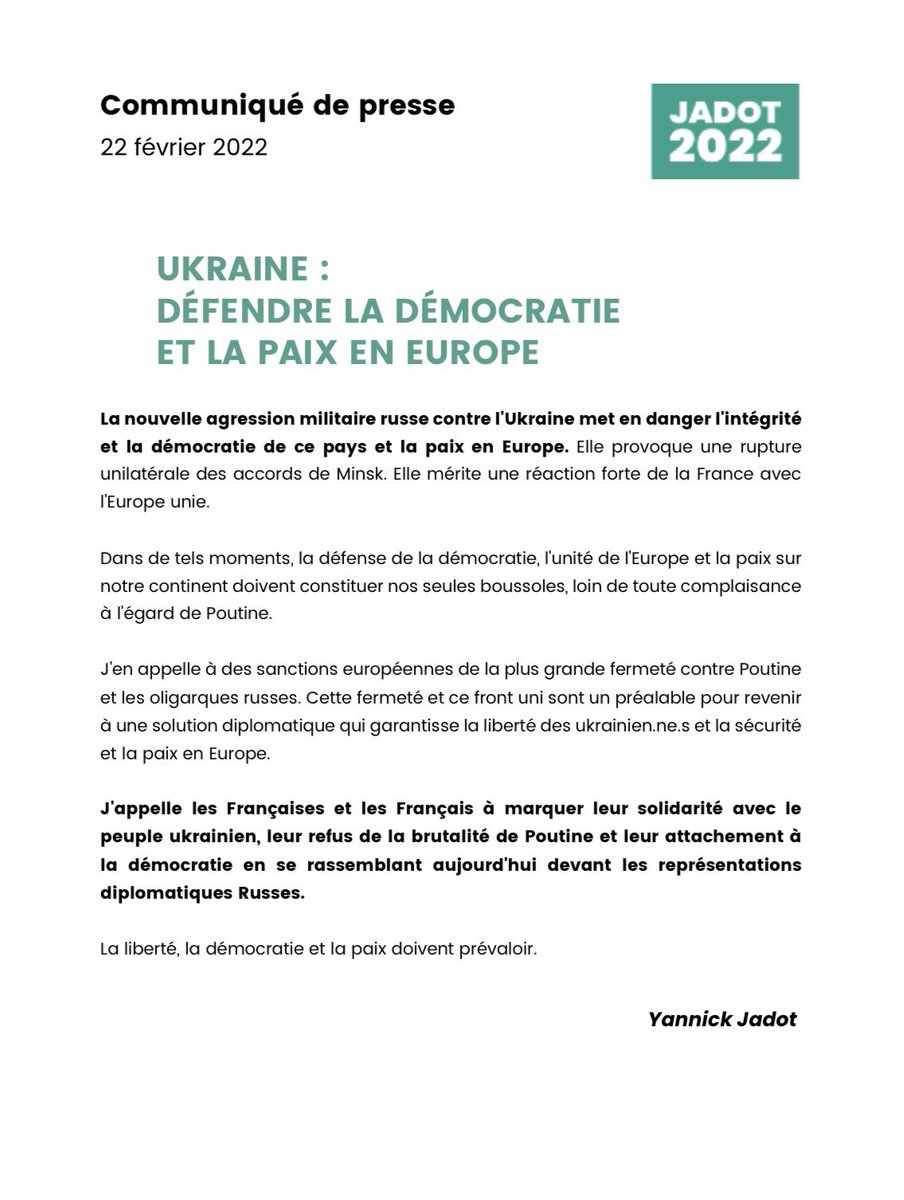 Communiqué de presse
22 février 2022
JADOT
2022
UKRAINE :
DÉFENDRE LA DÉMOCRATIE
ET LA PAIX EN EUROPE
La nouvelle agression militaire russe contre l'Ukraine met en danger l'intégrité
et la démocratie de ce pays et la paix en Europe. Elle provoque une rupture
unilatérale des accords de Minsk. Elle mérite une réaction forte de la France avec
l'Europe unie.
Dans de tels moments, la défense de la démocratie, l'unité de l'Europe et la paix sur
notre continent doivent constituer nos seules boussoles, loin de toute complaisance
à l'égard de Poutine.
J'en appelle à des sanctions européennes de la plus grande fermeté contre Poutine
et les oligarques russes. Cette fermeté et ce front uni sont un préalable pour revenir
à une solution diplomatique qui garantisse la liberté des ukrainien.ne.s et la sécurité
et la paix en Europe.
J'appelle les Françaises et les Français à marquer leur solidarité avec le
peuple ukrainien, leur refus de la brutalité de Poutine et leur attachement à
la démocratie en se rassemblant aujourd'hui devant les représentations
diplomatiques Russes.
La liberté, la démocratie et la paix doivent prévaloir.
Yannick Jadot